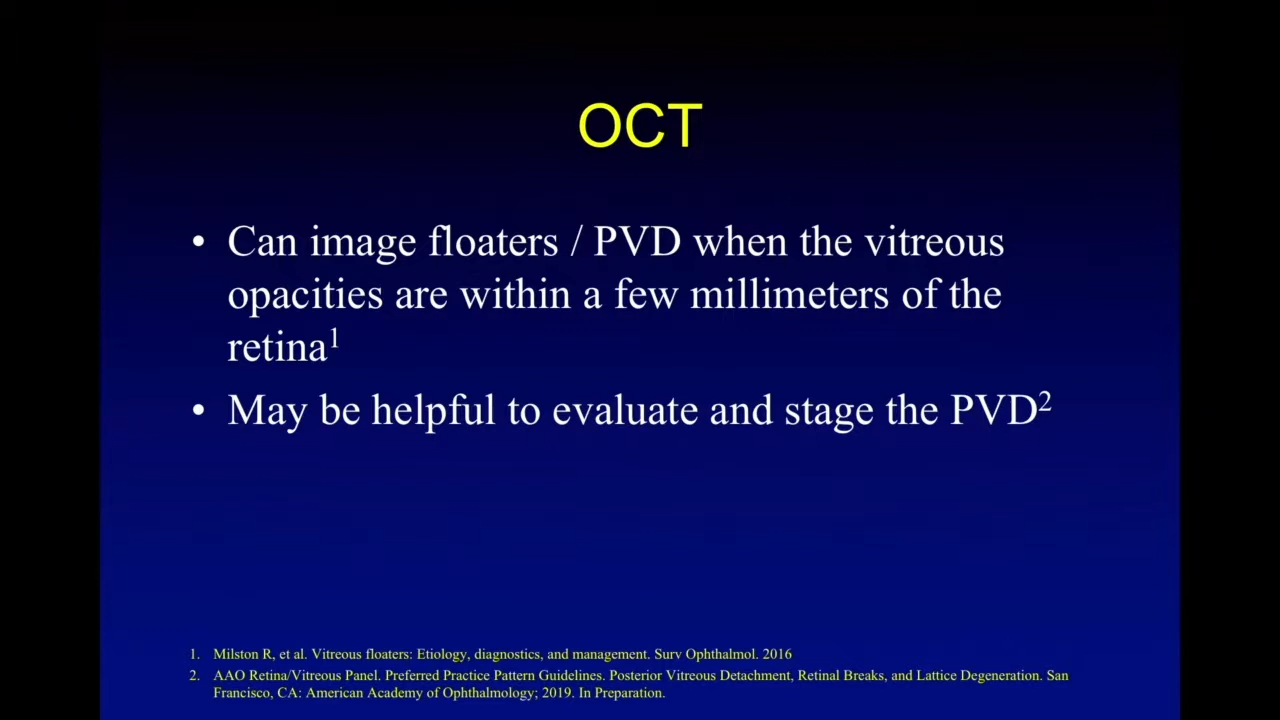 OCT
• Can image floaters / PVD when the vitreous
opacities are within a few millimeters of the
retina¹
• May be helpful to evaluate and stage the PVD²
1. Milston R, et al. Vitreous floaters: Etiology, diagnostics, and management. Surv Ophthalmol. 2016
2. AAO Retina/Vitreous Panel. Preferred Practice Pattern Guidelines. Posterior Vitreous Detachment, Retinal Breaks, and Lattice Degeneration. San
Francisco, CA: American Academy of Ophthalmology; 2019. In Preparation.